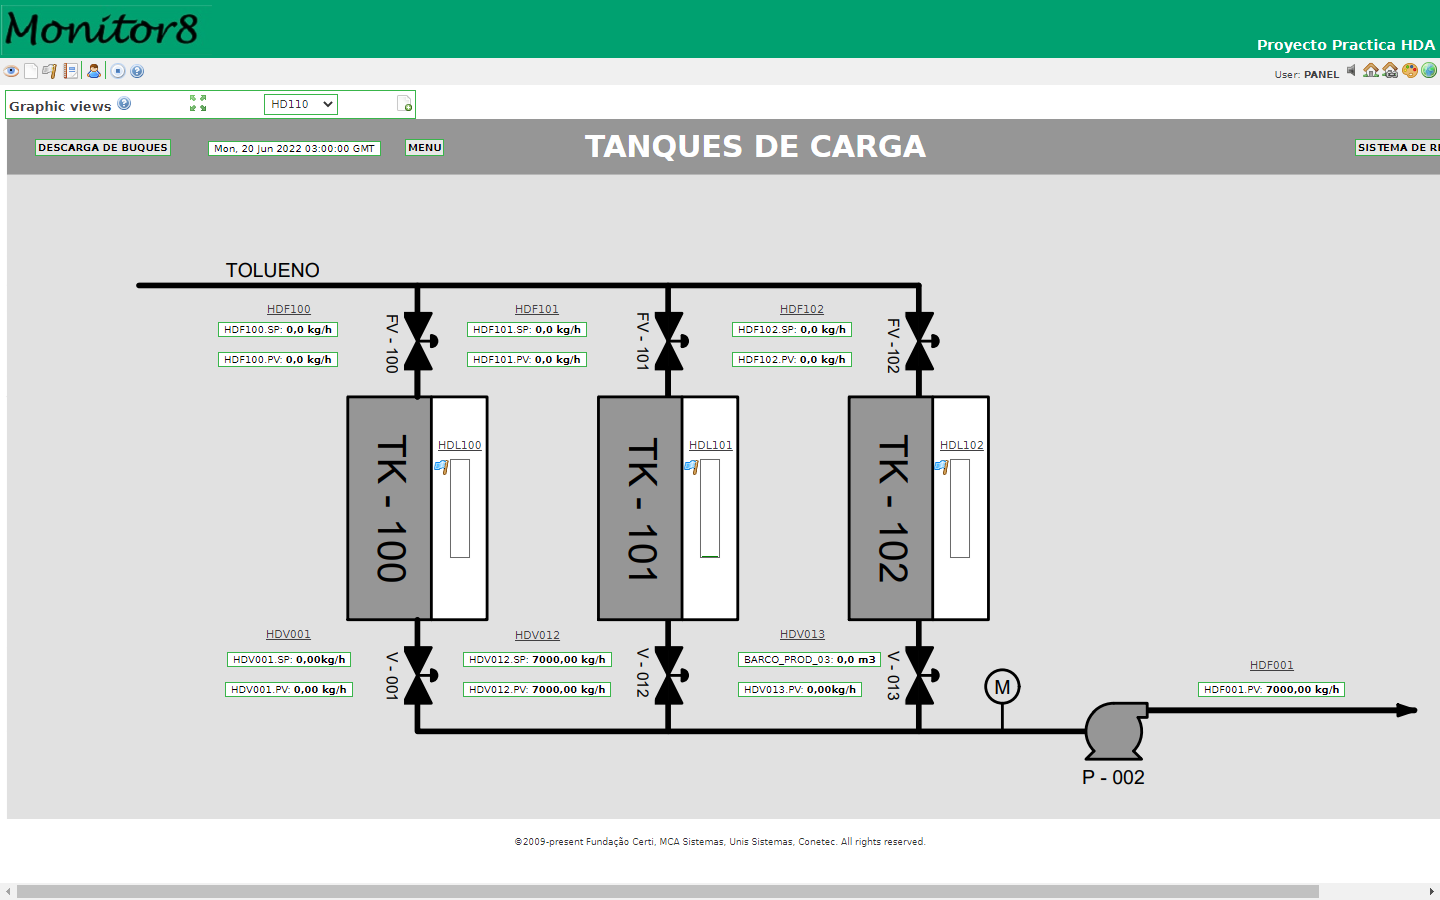 Monitor8
Proyecto Practica HDA
User: PANEL
Graphic views
HD110
DESCARGA DE BUQUES
Mon, 20 Jun 2022 03:00:00 GMT
MENU
TANQUES DE CARGA
SISTEMA DE RE
TOLUENO
HDF100
HDF100.SP: 0,0 kg/h
HDF100.PV: 0,0 kg/h
FV - 100
HDF101
HDF101.SP: 0,0 kg/h
HDF101.PV: 0,0 kg/h
FV - 101
HDF102
HDF102.SP: 0,0 kg/h
HDF102.PV: 0,0 kg/h
FV -102
TK - 100
HDL100
TK - 101
HDL101
TK - 102
HDL102
HDV001
HDV001.SP: 0,00kg/h
HDV001.PV: 0,00 kg/h
V - 001
HDV012
HDV012.SP: 7000,00 kg/h
HDV012.PV: 7000,00 kg/h
V - 012
HDV013
BARCO_PROD_03: 0,0 m3
HDV013.PV: 0,00kg/h
V - 013
M
HDF001
HDF001.PV: 7000,00 kg/h
P - 002
©2009-present Fundação Certi, MCA Sistemas, Unis Sistemas, Conetec. All rights reserved.